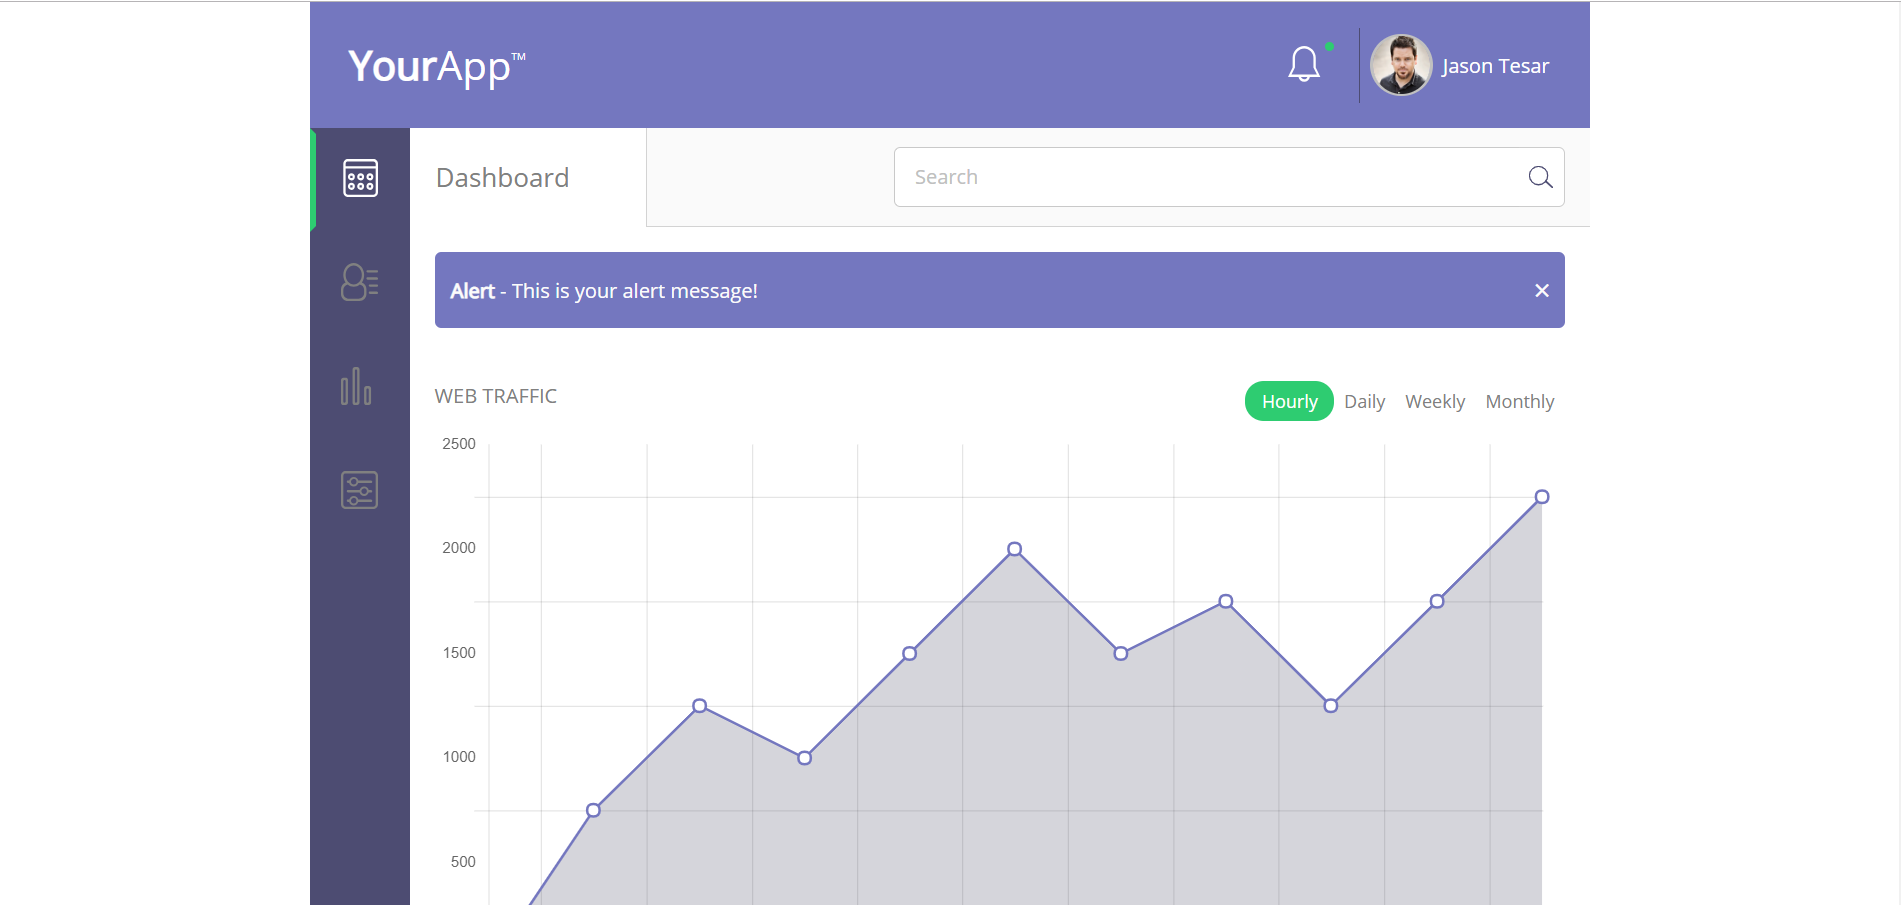 YourApp™
Jason Tesar
Dashboard
Search
Alert - This is your alert message!
WEB TRAFFIC
Hourly Daily Weekly Monthly
2500
2000
1500
1000
500